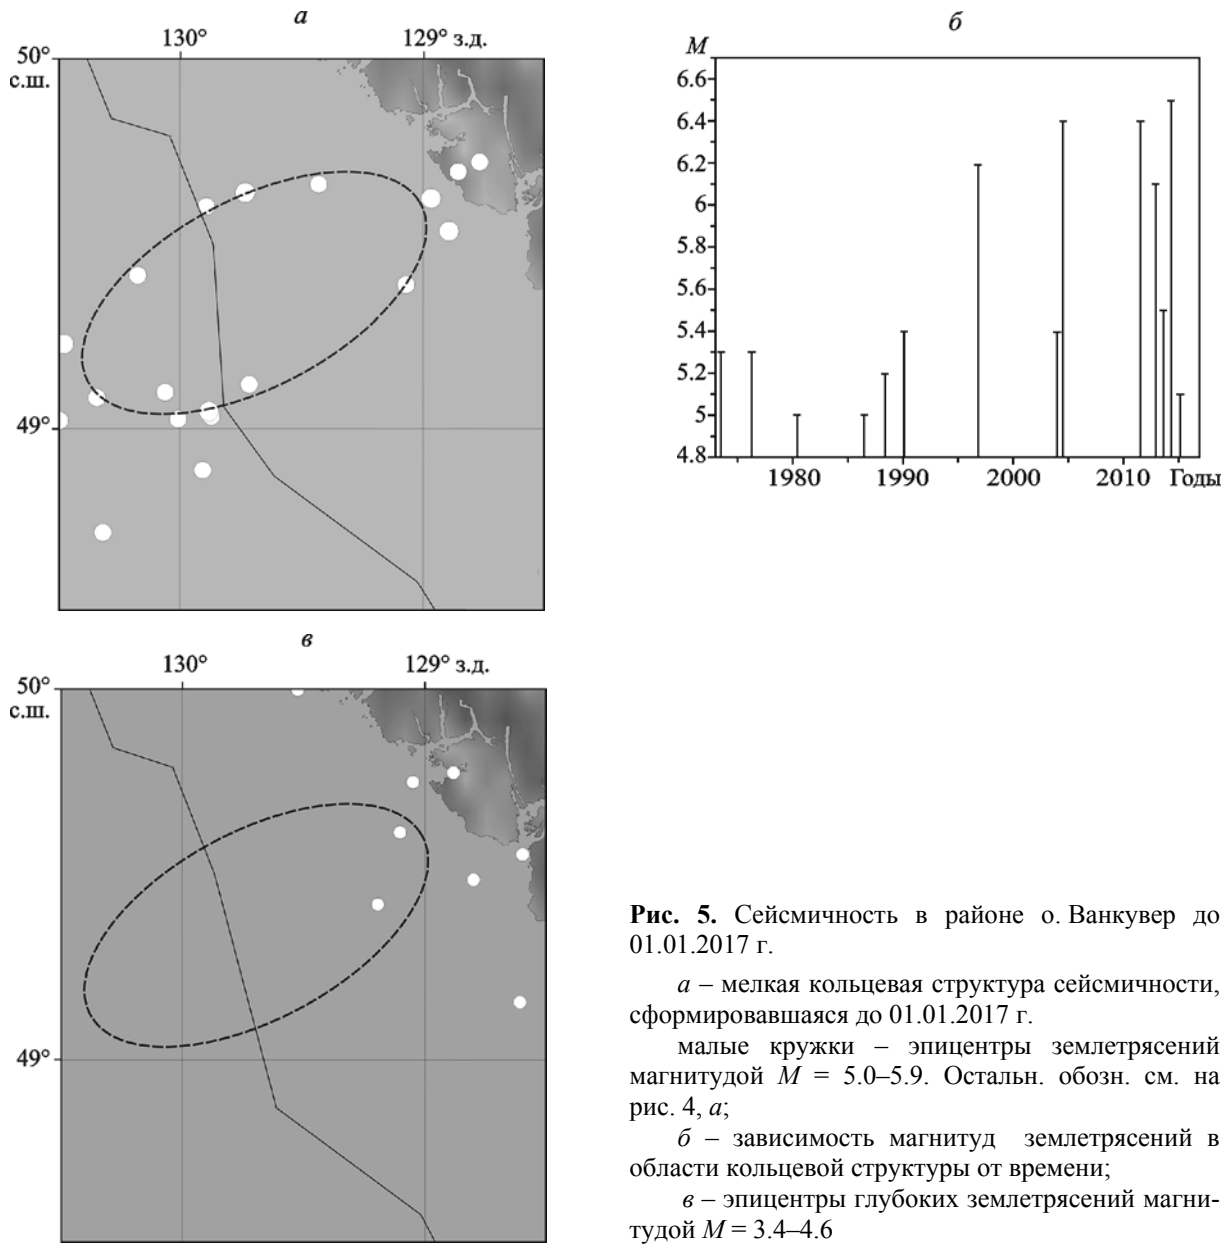 а
130° 129° з.д.
50°
с.ш.
49°
б
М
6.6
6.4
6.2
6
5.8
5.6
5.4
5.2
5
4.8
1980 1990 2000 2010 Годы
в
130° 129° з.д.
50°
с.ш.
49°
Рис. 5. Сейсмичность в районе о. Ванкувер до
01.01.2017 г.
а – мелкая кольцевая структура сейсмичности,
сформировавшаяся до 01.01.2017 г.
малые кружки – эпицентры землетрясений
магнитудой М = 5.0–5.9. Остальн. обозн. см. на
рис. 4, а;
б – зависимость магнитуд землетрясений в
области кольцевой структуры от времени;
в – эпицентры глубоких землетрясений магни-
тудой М = 3.4–4.6